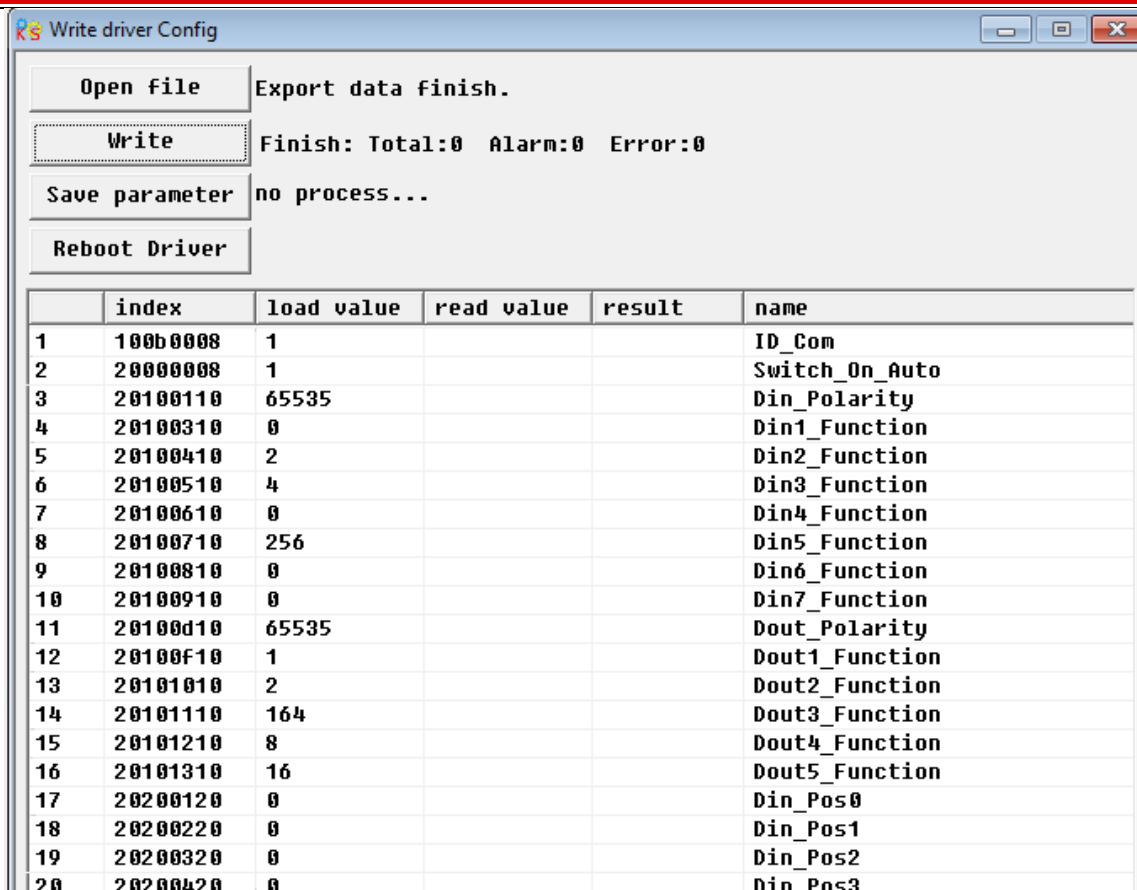 Write driver Config
Open file Export data finish.
Write Finish: Total:0 Alarm:0 Error:0
Save parameter no process...
Reboot Driver
index load value read value result name
1 100b0008 1 ID_Com
2 20000008 1 Switch_On_Auto
3 20100110 65535 Din_Polarity
4 20100310 0 Din1_Function
5 20100410 2 Din2_Function
6 20100510 4 Din3_Function
7 20100610 0 Din4_Function
8 20100710 256 Din5_Function
9 20100810 0 Din6_Function
10 20100910 0 Din7_Function
11 20100d10 65535 Dout_Polarity
12 20100f10 1 Dout1_Function
13 20101010 2 Dout2_Function
14 20101110 164 Dout3_Function
15 20101210 8 Dout4_Function
16 20101310 16 Dout5_Function
17 20200120 0 Din_Pos0
18 20200220 0 Din_Pos1
19 20200320 0 Din_Pos2
20 20200420 0 Din_Pos3